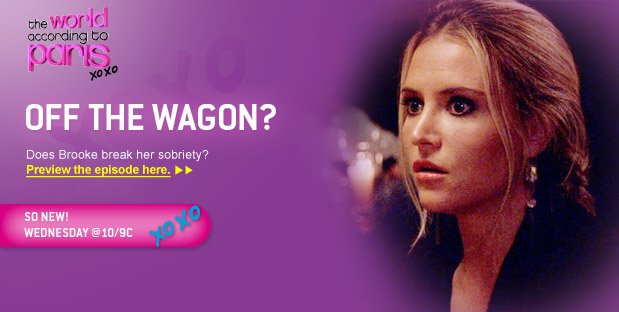 the world
according to
paris
xoxo
OFF THE WAGON?
Does Brooke break her sobriety?
Preview the episode here.
SO NEW!
WEDNESDAY @10/9C
XOXO
XO